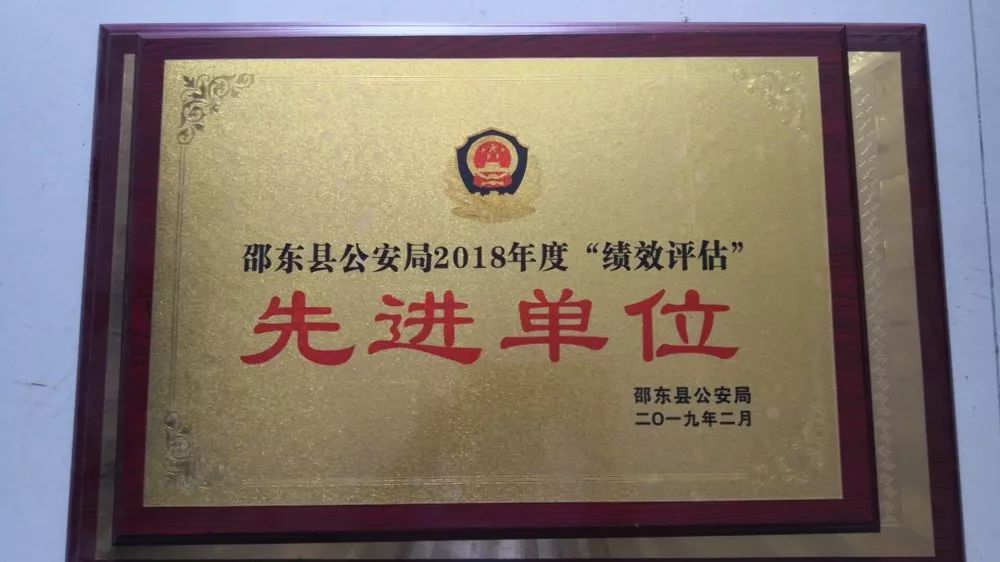 邵东县公安局2018年度“绩效评估”
先进单位
邵东县公安局
二〇一九年二月